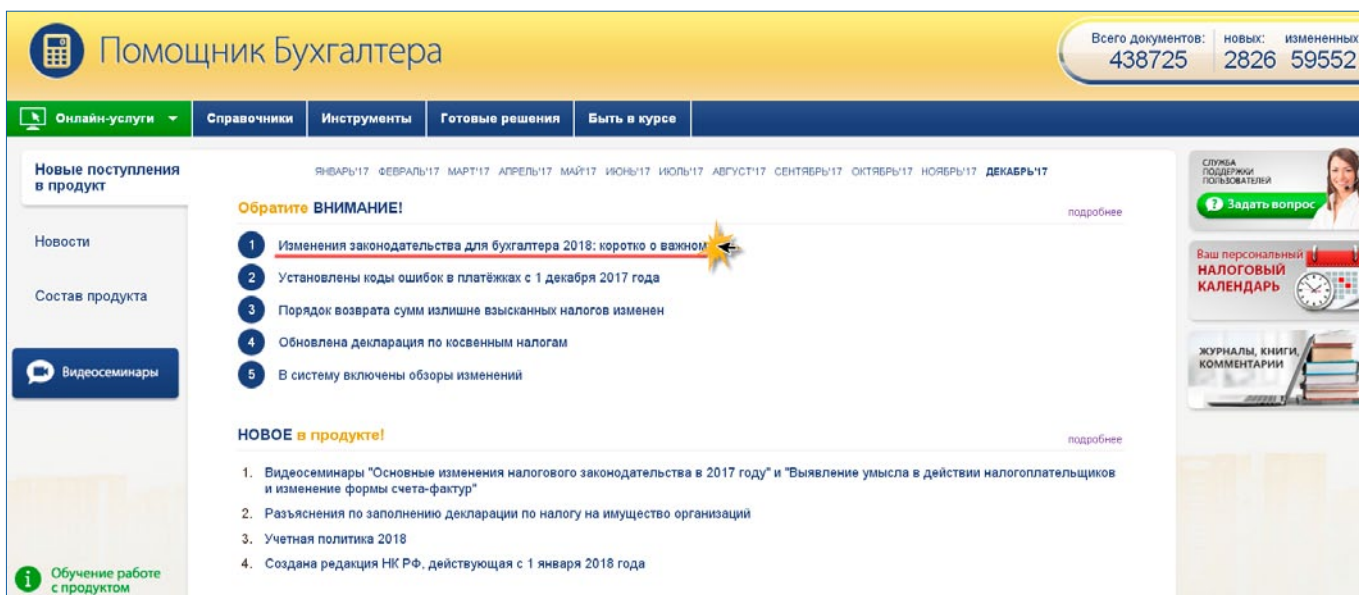 Помощник Бухгалтера
Всего документов: новых: измененных
438725 2826 59552
Онлайн-услуги Справочники Инструменты Готовые решения Быть в курсе
Новые поступления
в продукт
Новости
Состав продукта
Видеосеминары
Обучение работе
с продуктом
ЯНВАРЬ'17 ФЕВРАЛЬ'17 МАРТ'17 АПРЕЛЬ'17 МАЙ'17 ИЮНЬ'17 ИЮЛЬ'17 АВГУСТ'17 СЕНТЯБРЬ'17 ОКТЯБРЬ'17 НОЯБРЬ'17 ДЕКАБРЬ'17
Обратите ВНИМАНИЕ!
подробнее
1 Изменения законодательства для бухгалтера 2018: коротко о важном
2 Установлены коды ошибок в платёжках с 1 декабря 2017 года
3 Порядок возврата сумм излишне взысканных налогов изменен
4 Обновлена декларация по косвенным налогам
5 В систему включены обзоры изменений
НОВОЕ в продукте!
подробнее
1. Видеосеминары "Основные изменения налогового законодательства в 2017 году" и "Выявление умысла в действии налогоплательщиков
и изменение формы счета-фактур"
2. Разъяснения по заполнению декларации по налогу на имущество организаций
3. Учетная политика 2018
4. Создана редакция НК РФ, действующая с 1 января 2018 года
СЛУЖБА
ПОДДЕРЖКИ
ПОЛЬЗОВАТЕЛЕЙ
Задать вопрос
Ваш персональный
НАЛОГОВЫЙ
КАЛЕНДАРЬ
ЖУРНАЛЫ, КНИГИ,
КОММЕНТАРИИ